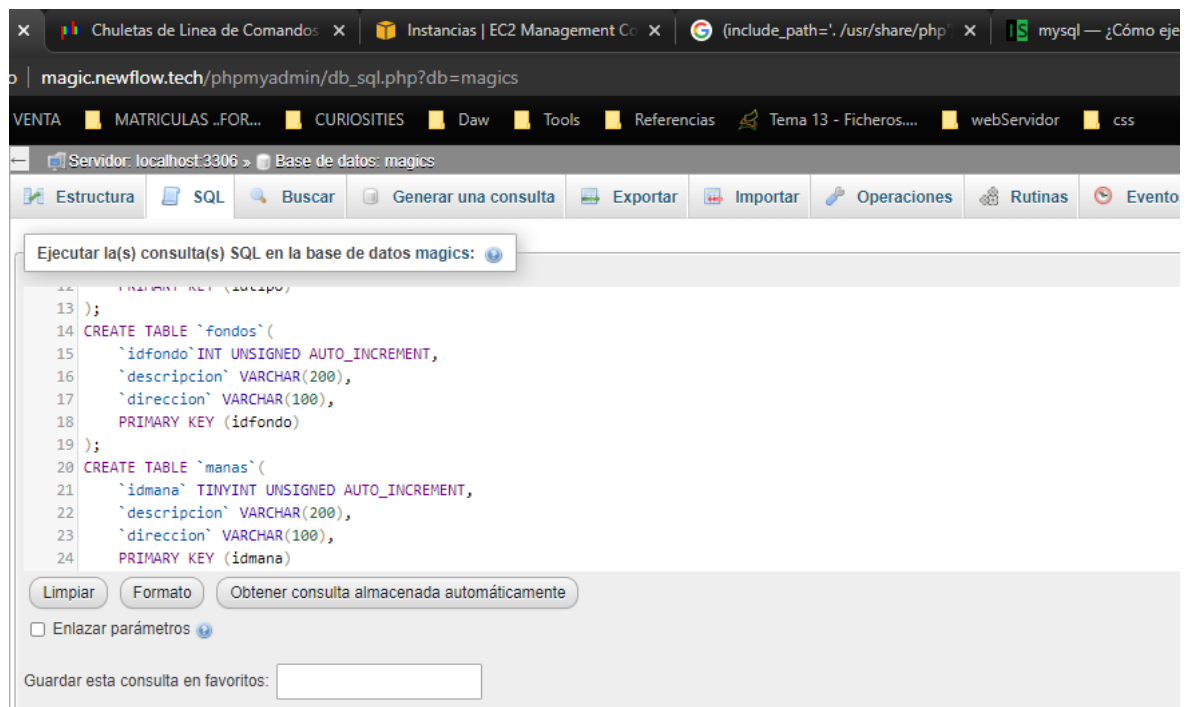 Chuletas de Linea de Comandos
Instancias | EC2 Management Co
(include_path='. /usr/share/php')
mysql — ¿Cómo eje
magic.newflow.tech/phpmyadmin/db_sql.php?db=magics
VENTA MATRICULAS ..FOR... CURIOSITIES Daw Tools Referencias Tema 13 - Ficheros.... webServidor css
Servidor: localhost:3306 » Base de datos: magics
Estructura SQL Buscar Generar una consulta Exportar Importar Operaciones Rutinas Evento
Ejecutar la(s) consulta(s) SQL en la base de datos magics:
12 PRIMARY KEY (idtipo)
13 );
14 CREATE TABLE `fondos`(
15 `idfondo`INT UNSIGNED AUTO_INCREMENT,
16 `descripcion` VARCHAR(200),
17 `direccion` VARCHAR(100),
18 PRIMARY KEY (idfondo)
19 );
20 CREATE TABLE `manas`(
21 `idmana` TINYINT UNSIGNED AUTO_INCREMENT,
22 `descripcion` VARCHAR(200),
23 `direccion` VARCHAR(100),
24 PRIMARY KEY (idmana)
Limpiar Formato Obtener consulta almacenada automáticamente
Enlazar parámetros
Guardar esta consulta en favoritos: